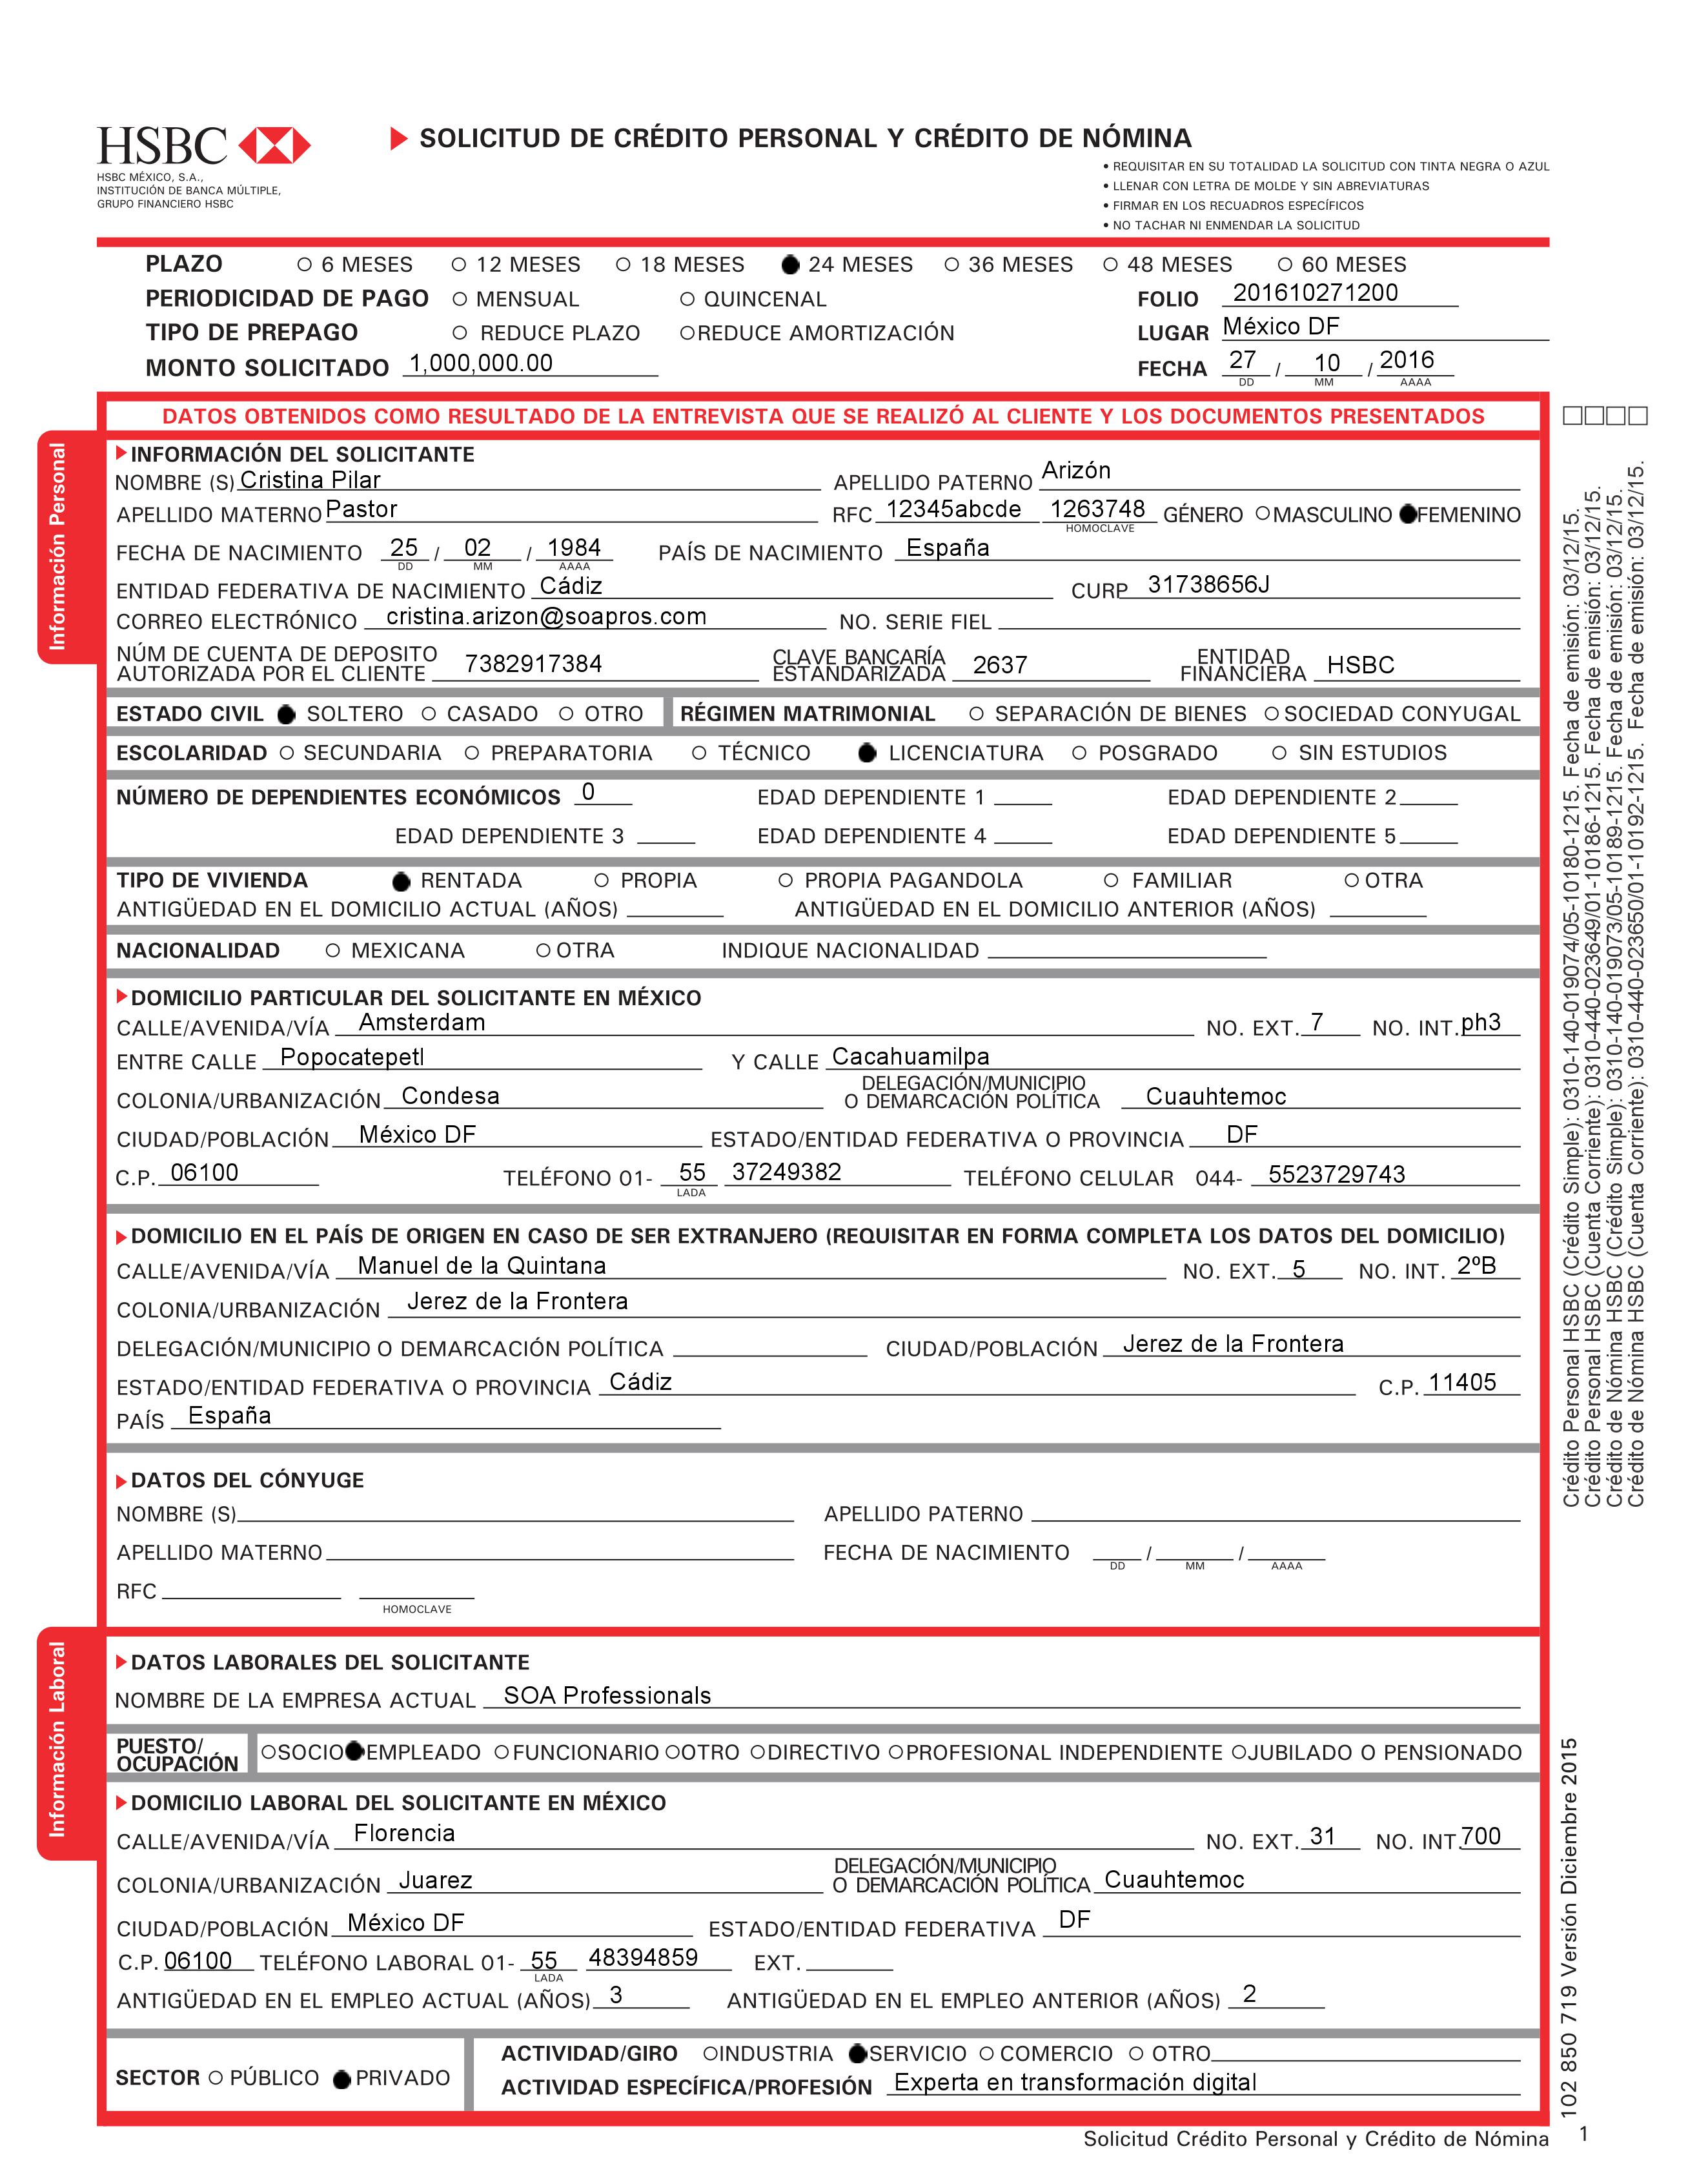 HSBC
HSBC MÉXICO, S.A.,
INSTITUCIÓN DE BANCA MÚLTIPLE,
GRUPO FINANCIERO HSBC
SOLICITUD DE CRÉDITO PERSONAL Y CRÉDITO DE NÓMINA
• REQUISITAR EN SU TOTALIDAD LA SOLICITUD CON TINTA NEGRA O AZUL
• LLENAR CON LETRA DE MOLDE Y SIN ABREVIATURAS
• FIRMAR EN LOS RECUADROS ESPECÍFICOS
• NO TACHAR NI ENMENDAR LA SOLICITUD
PLAZO 6 MESES 12 MESES 18 MESES 24 MESES 36 MESES 48 MESES 60 MESES
PERIODICIDAD DE PAGO MENSUAL QUINCENAL FOLIO 201610271200
TIPO DE PREPAGO REDUCE PLAZO REDUCE AMORTIZACIÓN LUGAR México DF
MONTO SOLICITADO 1,000,000.00 FECHA 27 / 10 / 2016
DD MM AAAA
DATOS OBTENIDOS COMO RESULTADO DE LA ENTREVISTA QUE SE REALIZÓ AL CLIENTE Y LOS DOCUMENTOS PRESENTADOS
Información Personal
INFORMACIÓN DEL SOLICITANTE
NOMBRE (S) Cristina Pilar APELLIDO PATERNO Arizón
APELLIDO MATERNO Pastor RFC 12345abcde 1263748 GÉNERO MASCULINO FEMENINO
HOMOCLAVE
FECHA DE NACIMIENTO 25 / 02 / 1984 PAÍS DE NACIMIENTO España
DD MM AAAA
ENTIDAD FEDERATIVA DE NACIMIENTO Cádiz CURP 31738656J
CORREO ELECTRÓNICO cristina.arizon@soapros.com NO. SERIE FIEL
NÚM DE CUENTA DE DEPOSITO AUTORIZADA POR EL CLIENTE 7382917384 CLAVE BANCARÍA ESTANDARIZADA 2637 ENTIDAD FINANCIERA HSBC
ESTADO CIVIL SOLTERO CASADO OTRO RÉGIMEN MATRIMONIAL SEPARACIÓN DE BIENES SOCIEDAD CONYUGAL
ESCOLARIDAD SECUNDARIA PREPARATORIA TÉCNICO LICENCIATURA POSGRADO SIN ESTUDIOS
NÚMERO DE DEPENDIENTES ECONÓMICOS 0 EDAD DEPENDIENTE 1 EDAD DEPENDIENTE 2
EDAD DEPENDIENTE 3 EDAD DEPENDIENTE 4 EDAD DEPENDIENTE 5
TIPO DE VIVIENDA RENTADA PROPIA PROPIA PAGANDOLA FAMILIAR OTRA
ANTIGÜEDAD EN EL DOMICILIO ACTUAL (AÑOS) ANTIGÜEDAD EN EL DOMICILIO ANTERIOR (AÑOS)
NACIONALIDAD MEXICANA OTRA INDIQUE NACIONALIDAD
DOMICILIO PARTICULAR DEL SOLICITANTE EN MÉXICO
CALLE/AVENIDA/VÍA Amsterdam NO. EXT. 7 NO. INT. ph3
ENTRE CALLE Popocatepetl Y CALLE Cacahuamilpa
COLONIA/URBANIZACIÓN Condesa DELEGACIÓN/MUNICIPIO O DEMARCACIÓN POLÍTICA Cuauhtemoc
CIUDAD/POBLACIÓN México DF ESTADO/ENTIDAD FEDERATIVA O PROVINCIA DF
C.P. 06100 TELÉFONO 01- 55 37249382 TELÉFONO CELULAR 044- 5523729743
LADA
DOMICILIO EN EL PAÍS DE ORIGEN EN CASO DE SER EXTRANJERO (REQUISITAR EN FORMA COMPLETA LOS DATOS DEL DOMICILIO)
CALLE/AVENIDA/VÍA Manuel de la Quintana NO. EXT. 5 NO. INT. 2ºB
COLONIA/URBANIZACIÓN Jerez de la Frontera
DELEGACIÓN/MUNICIPIO O DEMARCACIÓN POLÍTICA CIUDAD/POBLACIÓN Jerez de la Frontera
ESTADO/ENTIDAD FEDERATIVA O PROVINCIA Cádiz C.P. 11405
PAÍS España
DATOS DEL CÓNYUGE
NOMBRE (S) APELLIDO PATERNO
APELLIDO MATERNO FECHA DE NACIMIENTO / /
DD MM AAAA
RFC
HOMOCLAVE
Información Laboral
DATOS LABORALES DEL SOLICITANTE
NOMBRE DE LA EMPRESA ACTUAL SOA Professionals
PUESTO/ OCUPACIÓN SOCIO EMPLEADO FUNCIONARIO OTRO DIRECTIVO PROFESIONAL INDEPENDIENTE JUBILADO O PENSIONADO
DOMICILIO LABORAL DEL SOLICITANTE EN MÉXICO
CALLE/AVENIDA/VÍA Florencia NO. EXT. 31 NO. INT. 700
COLONIA/URBANIZACIÓN Juarez DELEGACIÓN/MUNICIPIO O DEMARCACIÓN POLÍTICA Cuauhtemoc
CIUDAD/POBLACIÓN México DF ESTADO/ENTIDAD FEDERATIVA DF
C.P. 06100 TELÉFONO LABORAL 01- 55 48394859 EXT.
LADA
ANTIGÜEDAD EN EL EMPLEO ACTUAL (AÑOS) 3 ANTIGÜEDAD EN EL EMPLEO ANTERIOR (AÑOS) 2
SECTOR PÚBLICO PRIVADO
ACTIVIDAD/GIRO INDUSTRIA SERVICIO COMERCIO OTRO
ACTIVIDAD ESPECÍFICA/PROFESIÓN Experta en transformación digital
Crédito Personal HSBC (Crédito Simple): 0310-140-019074/05-10180-1215. Fecha de emisión: 03/12/15.
Crédito Personal HSBC (Cuenta Corriente): 0310-440-023649/01-10186-1215. Fecha de emisión: 03/12/15.
Crédito de Nómina HSBC (Crédito Simple): 0310-140-019073/05-10189-1215. Fecha de emisión: 03/12/15.
Crédito de Nómina HSBC (Cuenta Corriente): 0310-440-023650/01-10192-1215. Fecha de emisión: 03/12/15.
102 850 719 Versión Diciembre 2015
Solicitud Crédito Personal y Crédito de Nómina 1